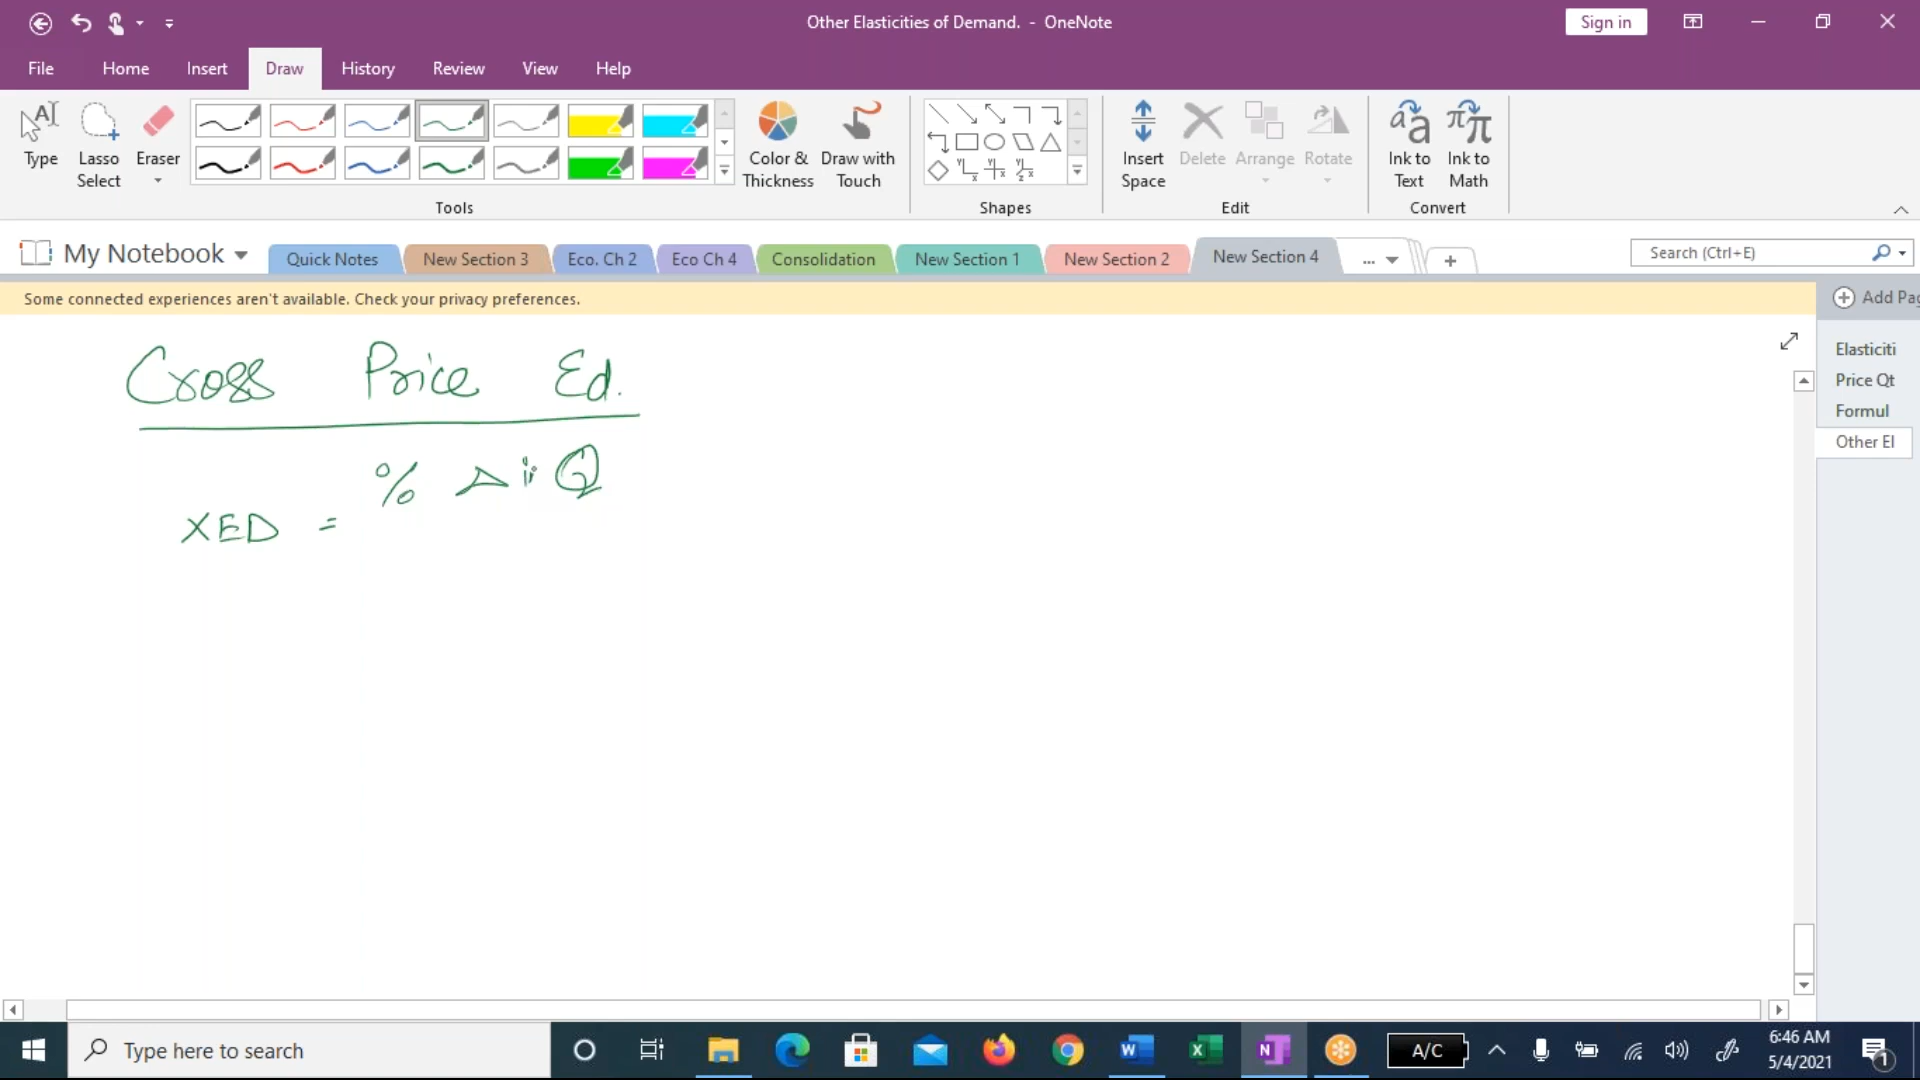 Other Elasticities of Demand. - OneNote
Sign in
File Home Insert Draw History Review View Help
Type Lasso Select Eraser Color & Thickness Draw with Touch Insert Space Delete Arrange Rotate Ink to Text Ink to Math
Tools Shapes Edit Convert
My Notebook Quick Notes New Section 3 Eco. Ch 2 Eco Ch 4 Consolidation New Section 1 New Section 2 New Section 4 ... Search (Ctrl+E)
Some connected experiences aren't available. Check your privacy preferences.
Add Pag
Elasticiti
Price Qt
Formul
Other El
Cross Price Ed.
% Δ in Q
XED =
Type here to search
A/C
6:46 AM
5/4/2021
1